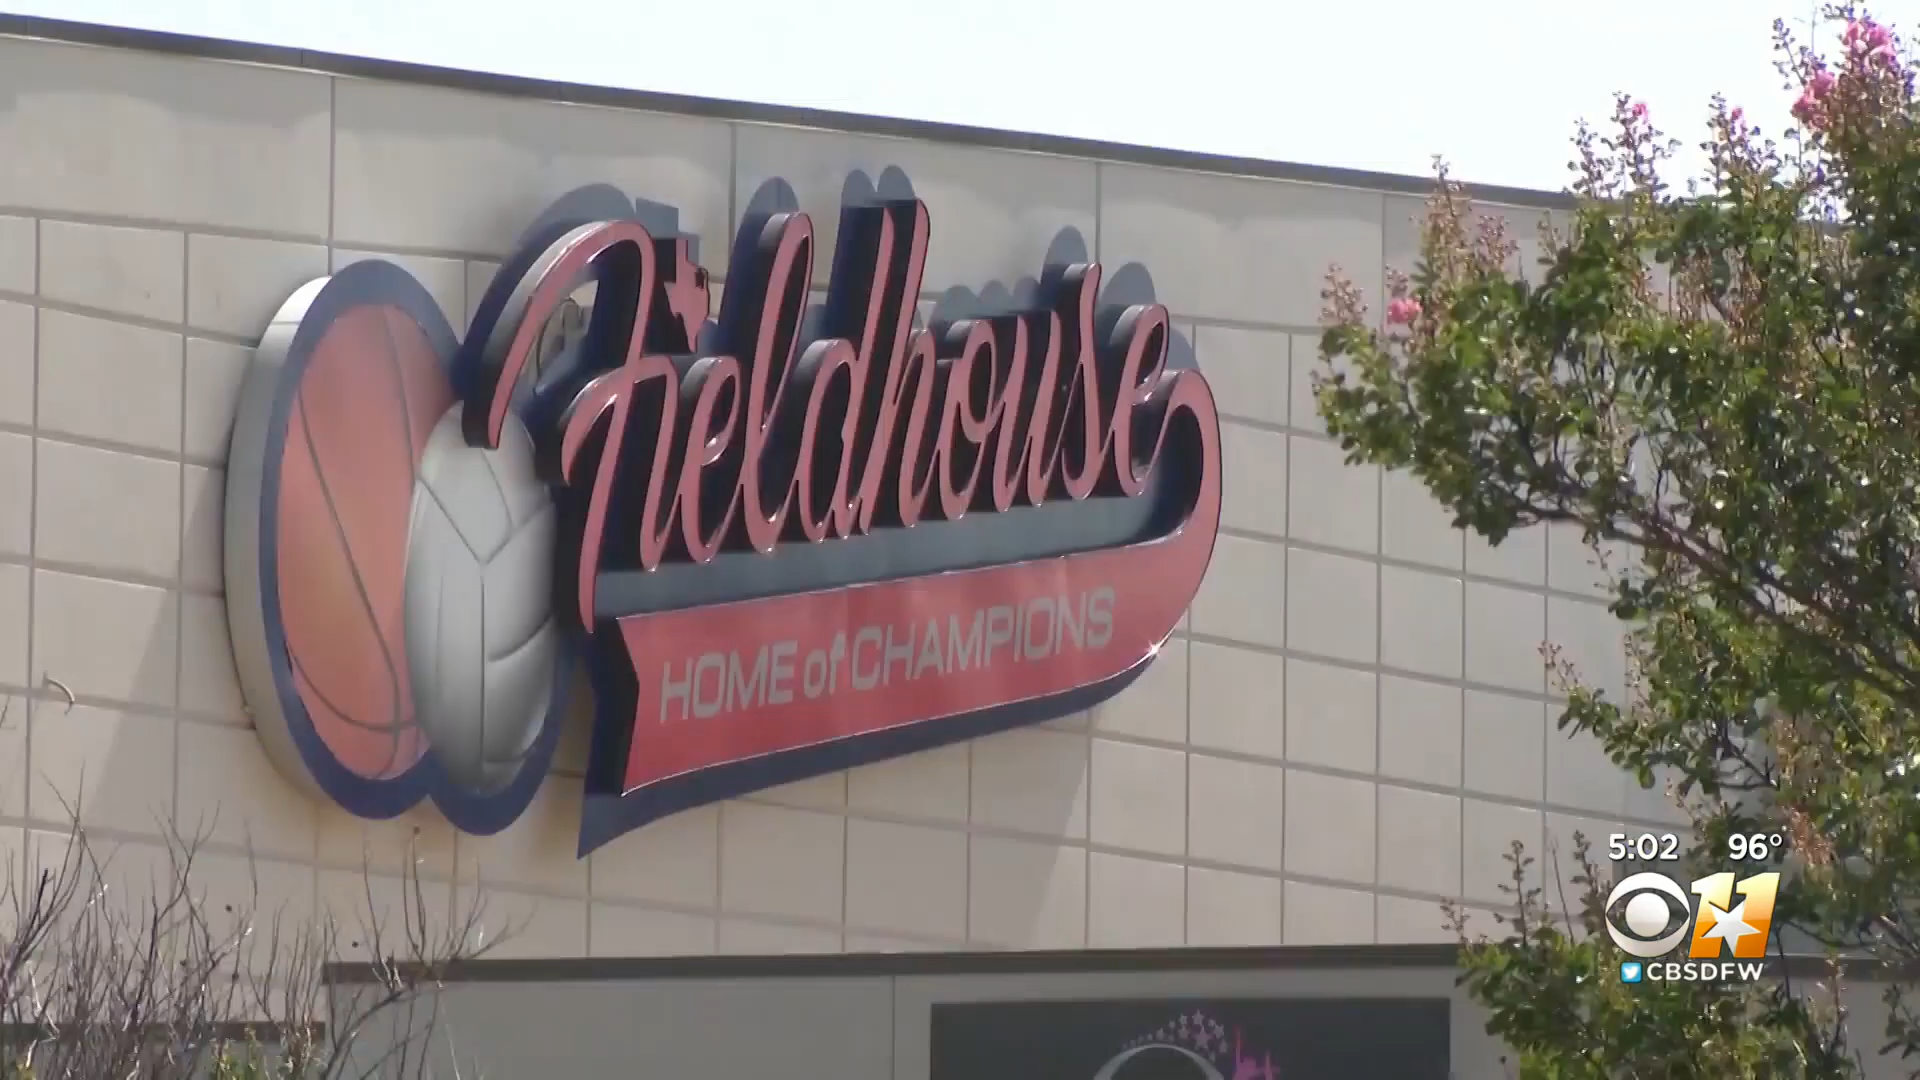 Fieldhouse
HOME of CHAMPIONS
5:02 96°
11
CBSDFW